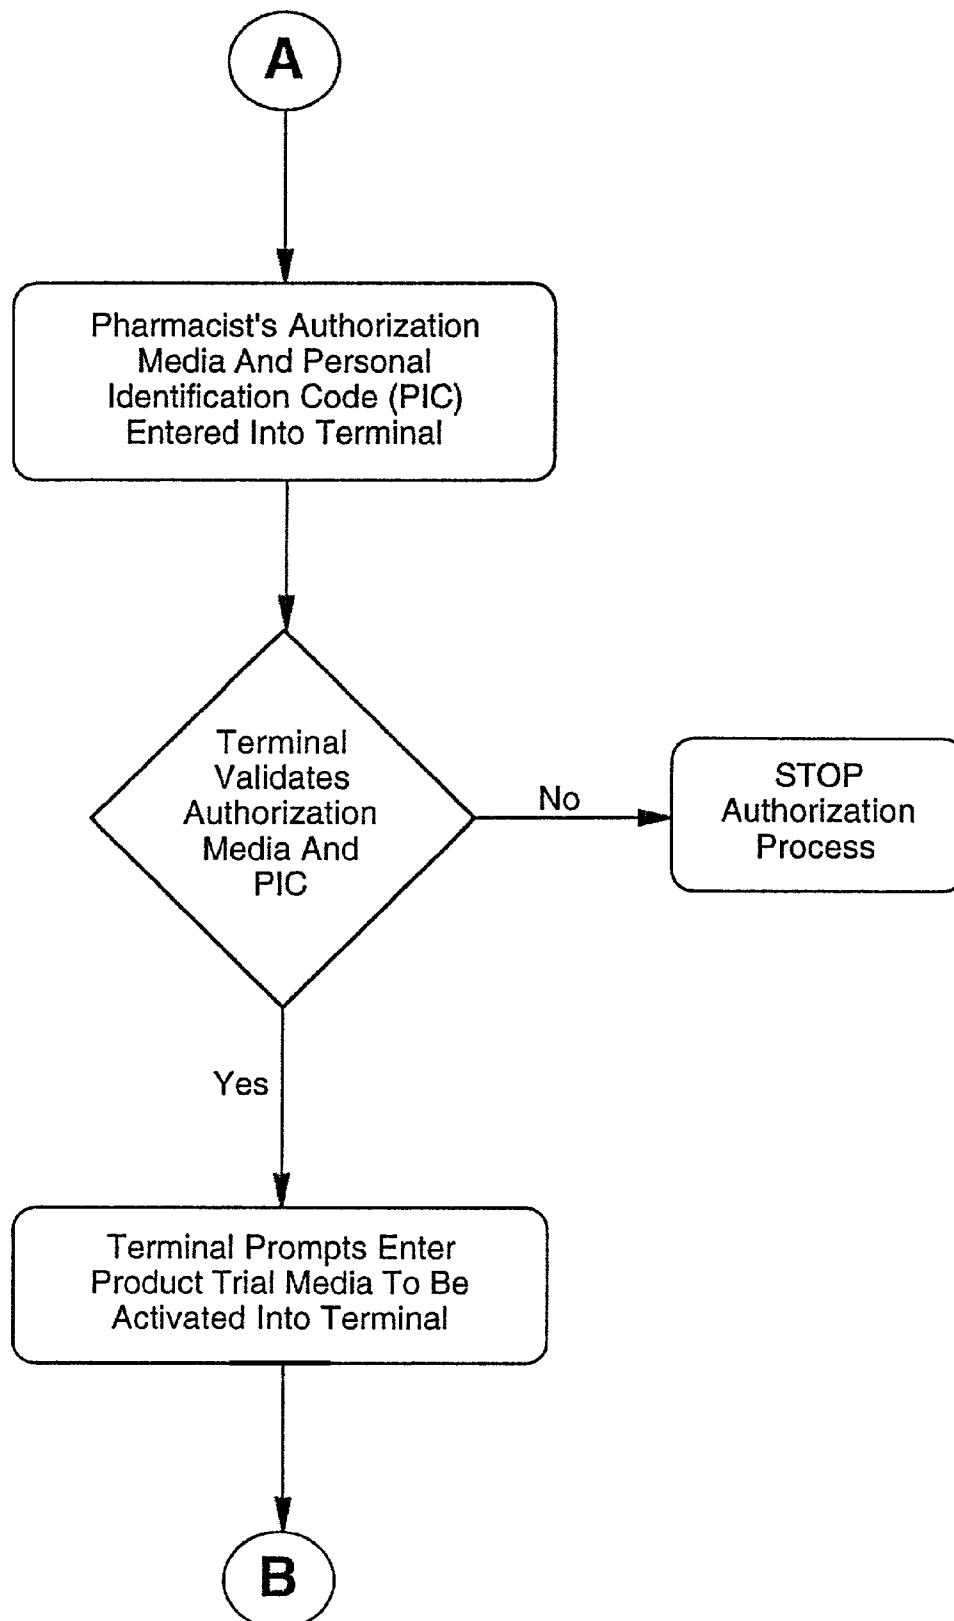 A
Pharmacist's Authorization
Media And Personal
Identification Code (PIC)
Entered Into Terminal
Terminal
Validates
Authorization
Media And
PIC
No
STOP
Authorization
Process
Yes
Terminal Prompts Enter
Product Trial Media To Be
Activated Into Terminal
B